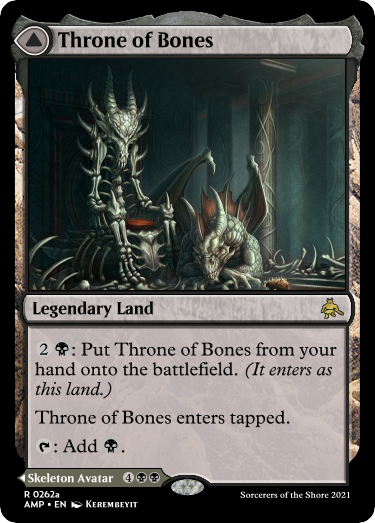 Throne of Bones
Legendary Land
2 : Put Throne of Bones from your
hand onto the battlefield. (It enters as
this land.)
Throne of Bones enters tapped.
: Add .
Skeleton Avatar 4
R 0262a
AMP • EN Kerembeyit
Sorcerers of the Shore 2021